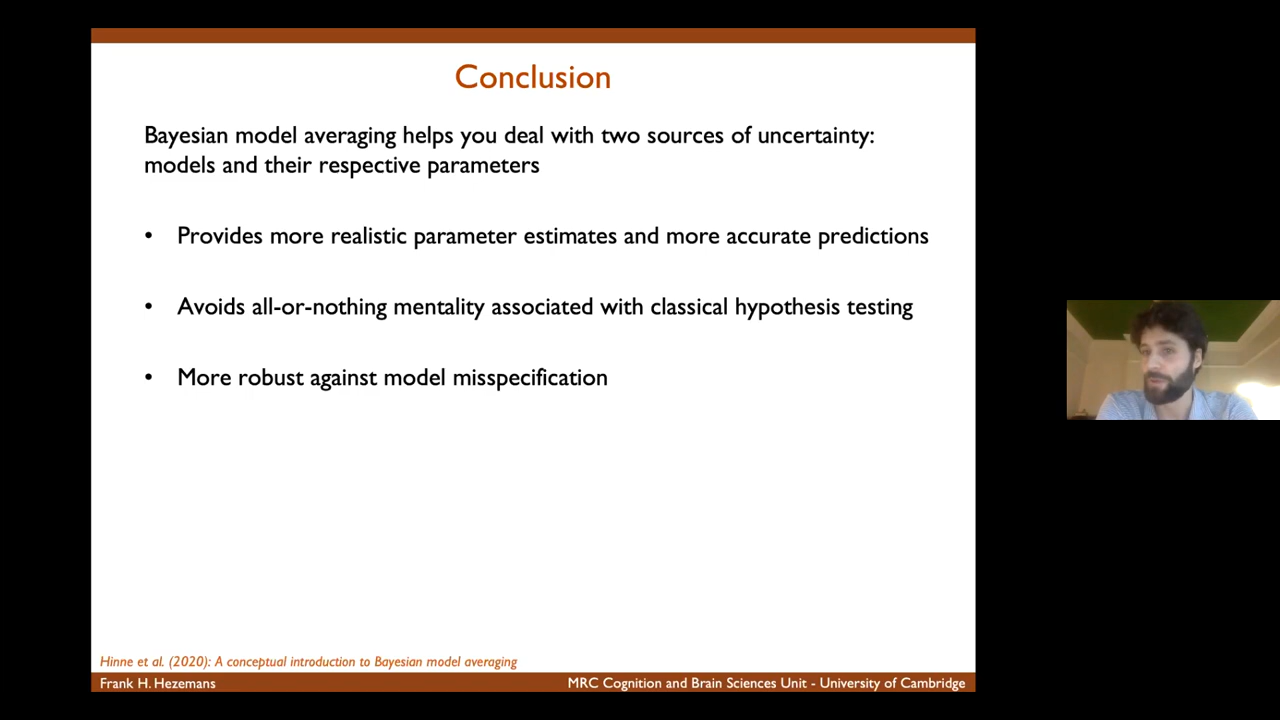 Conclusion
Bayesian model averaging helps you deal with two sources of uncertainty:
models and their respective parameters
• Provides more realistic parameter estimates and more accurate predictions
• Avoids all-or-nothing mentality associated with classical hypothesis testing
• More robust against model misspecification
Hinne et al. (2020): A conceptual introduction to Bayesian model averaging
Frank H. Hezemans
MRC Cognition and Brain Sciences Unit - University of Cambridge